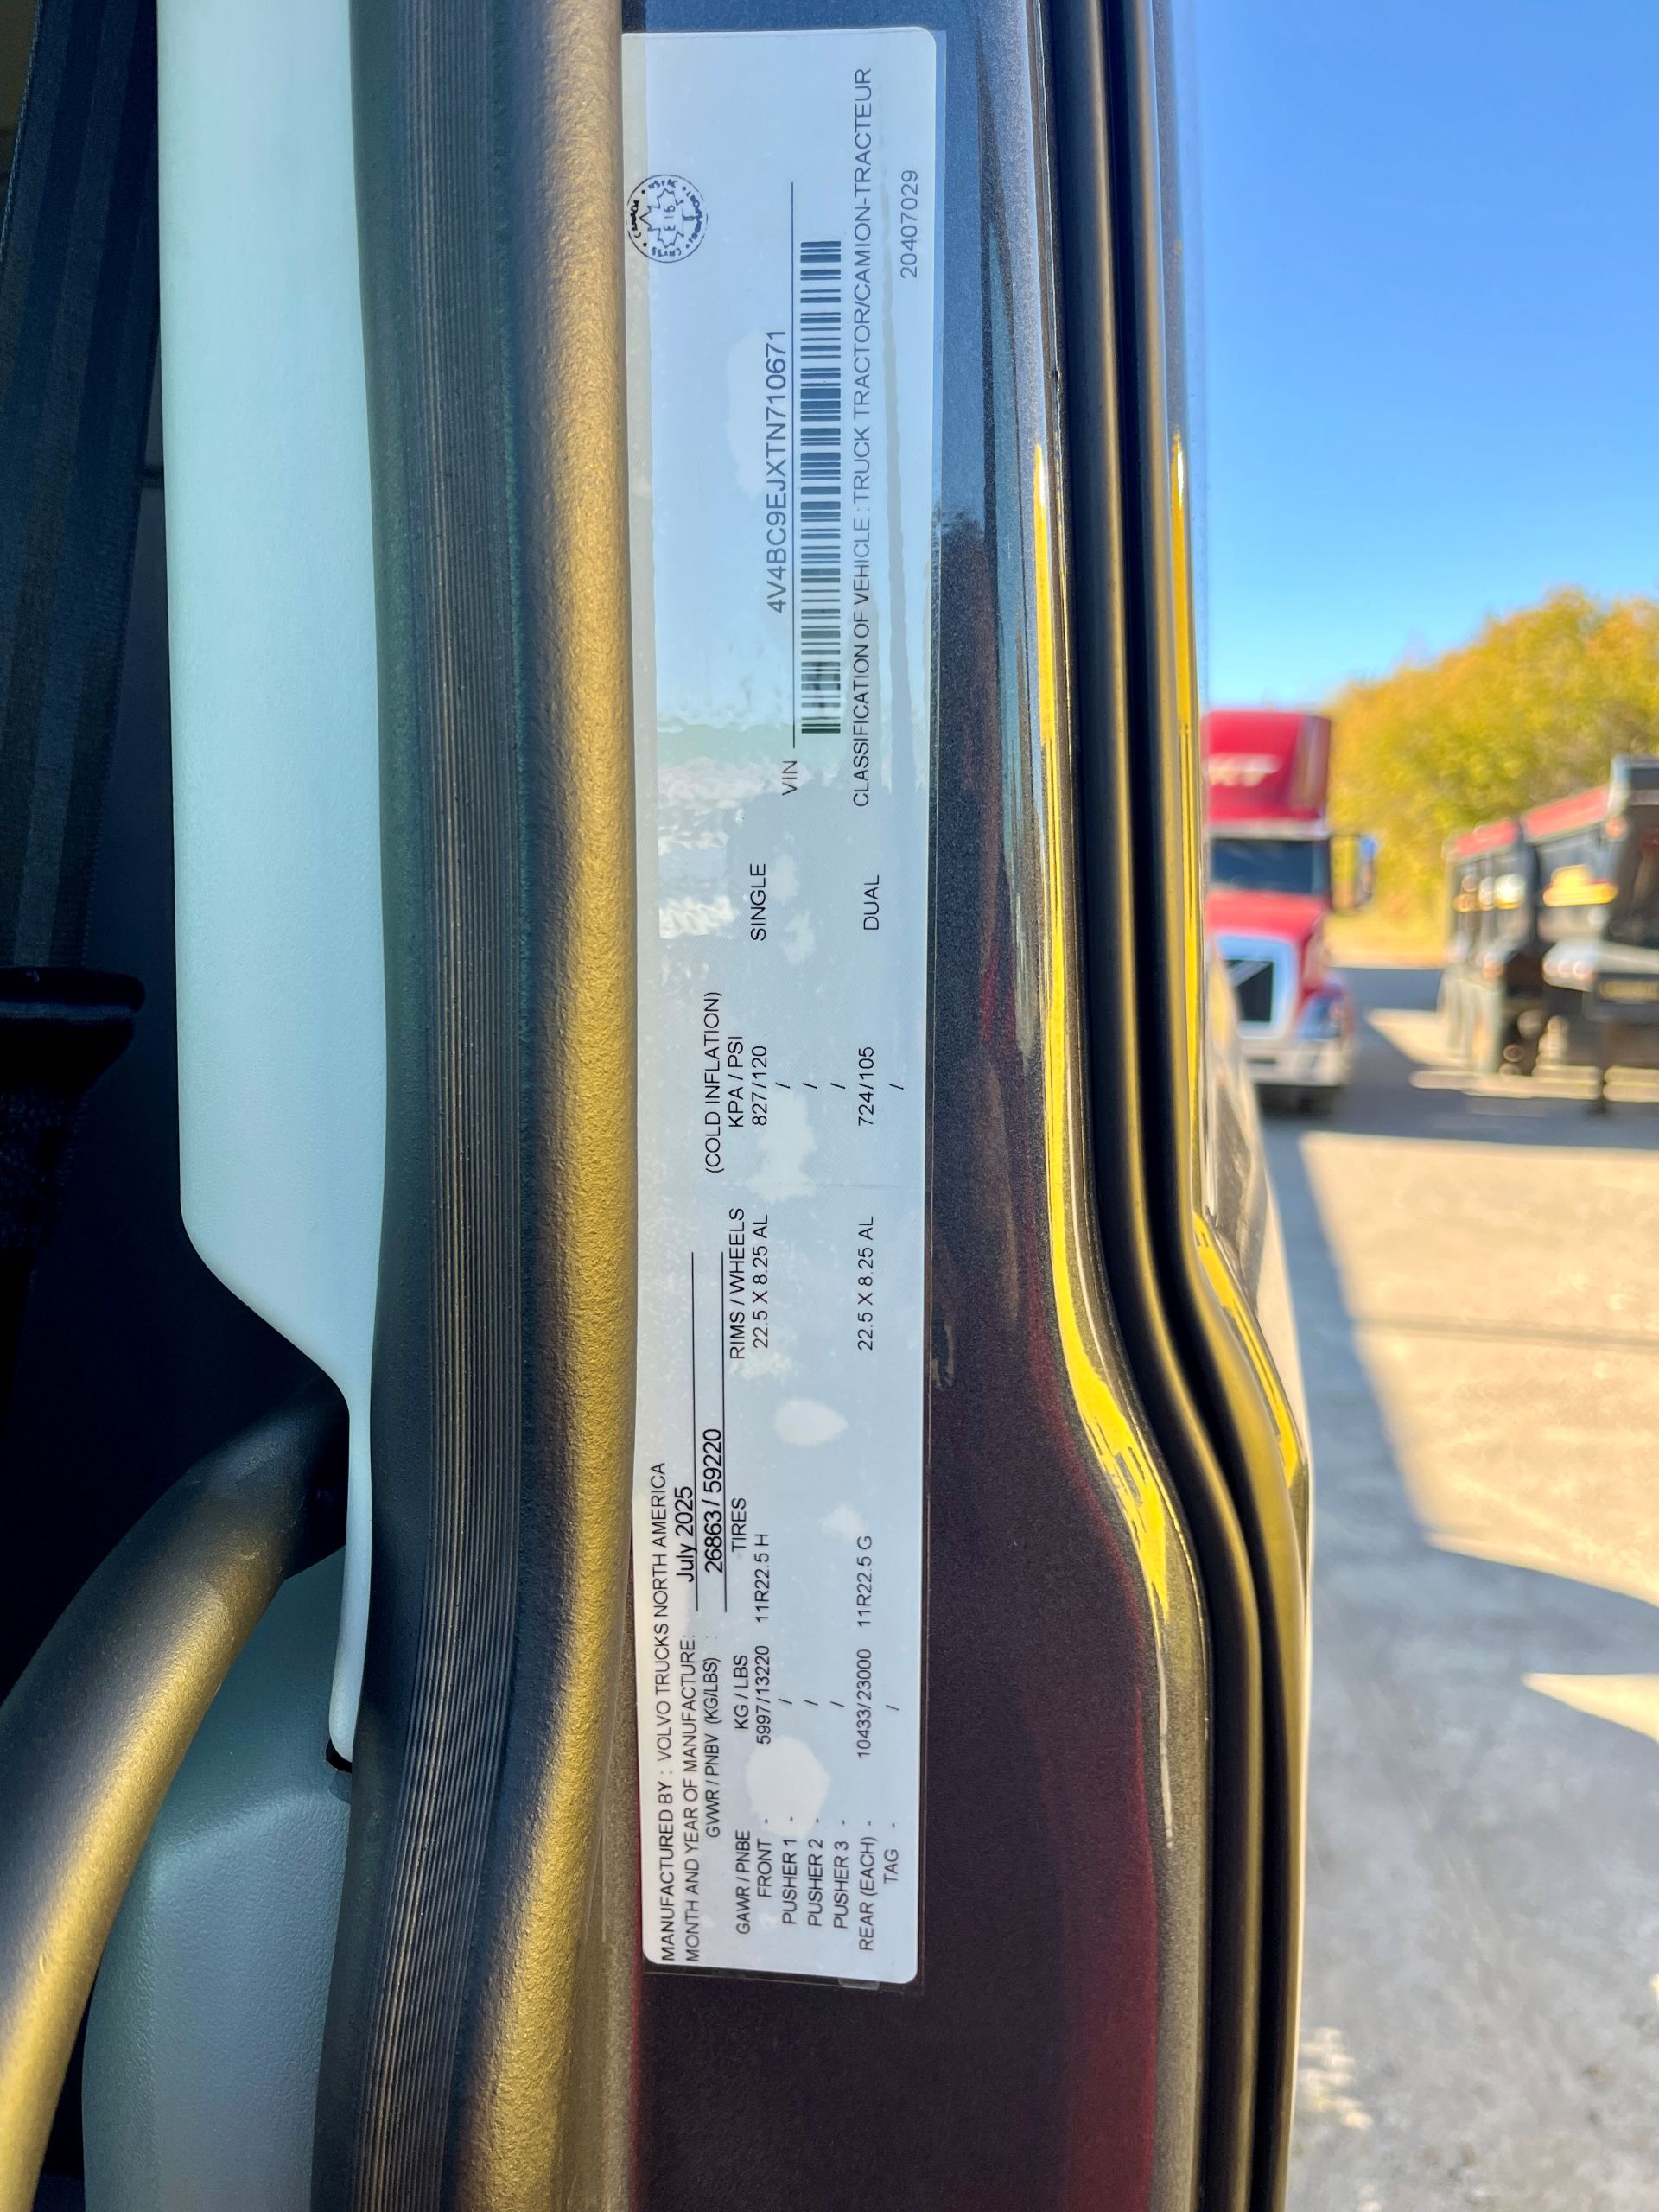 MANUFACTURED BY : VOLVO TRUCKS NORTH AMERICA
MONTH AND YEAR OF MANUFACTURE: July 2025
GVWR / PNBV (KG/LBS) : 26863 / 59220
(COLD INFLATION)
GAWR / PNBE KG / LBS TIRES RIMS / WHEELS KPA / PSI
FRONT - 5997/13220 11R22.5 H 22.5 X 8.25 AL 827/120 SINGLE
PUSHER 1 - / /
PUSHER 2 - / /
PUSHER 3 - / /
REAR (EACH) - 10433/23000 11R22.5 G 22.5 X 8.25 AL 724/105 DUAL
TAG - / /
VIN 4V4BC9EJXTN710671
CLASSIFICATION OF VEHICLE : TRUCK TRACTOR/CAMION-TRACTEUR
20407029